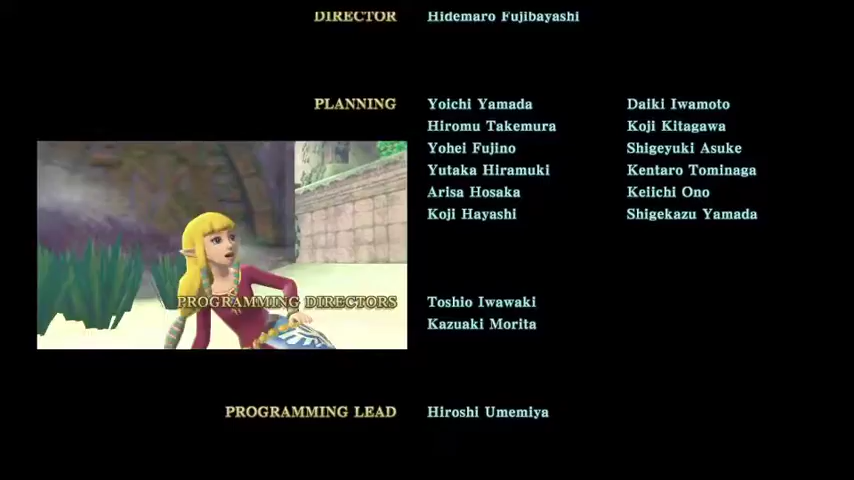 DIRECTOR Hidemaro Fujibayashi
PLANNING Yoichi Yamada Daiki Iwamoto
Hiromu Takemura Koji Kitagawa
Yohei Fujino Shigeyuki Asuke
Yutaka Hiramuki Kentaro Tominaga
Arisa Hosaka Keiichi Ono
Koji Hayashi Shigekazu Yamada
PROGRAMMING DIRECTORS Toshio Iwawaki
Kazuaki Morita
PROGRAMMING LEAD Hiroshi Umemiya